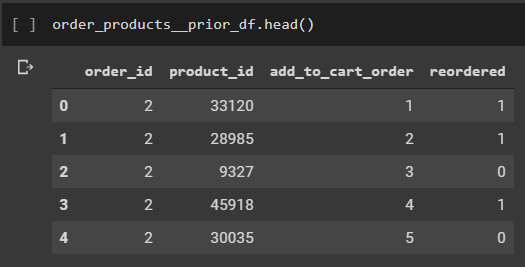 [ ] order_products__prior_df.head()
order_id product_id add_to_cart_order reordered
0 2 33120 1 1
1 2 28985 2 1
2 2 9327 3 0
3 2 45918 4 1
4 2 30035 5 0